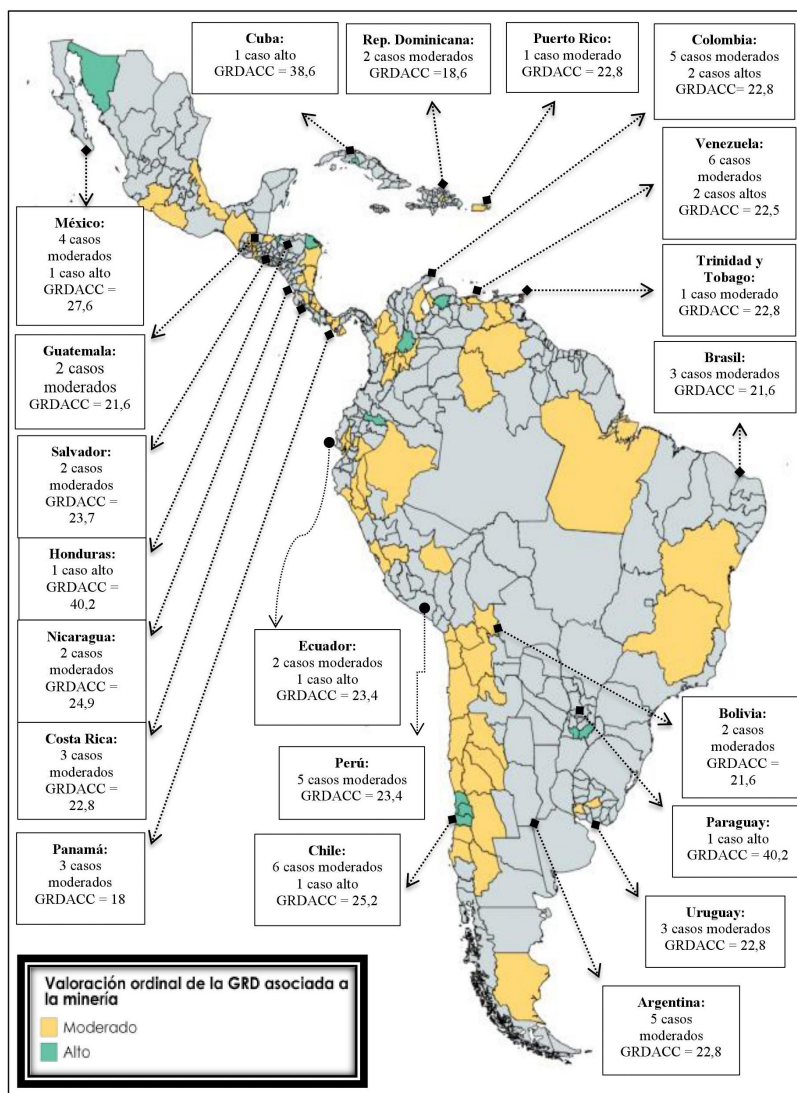 Cuba:
1 caso alto
GRDACC = 38,6
Rep. Dominicana:
2 casos moderados
GRDACC =18,6
Puerto Rico:
1 caso moderado
GRDACC = 22,8
Colombia:
5 casos moderados
2 casos altos
GRDACC= 22,8
Venezuela:
6 casos
moderados
2 casos altos
GRDACC = 22,5
Trinidad y
Tobago:
1 caso moderado
GRDACC = 22,8
Brasil:
3 casos moderados
GRDACC = 21,6
México:
4 casos
moderados
1 caso alto
GRDACC =
27,6
Guatemala:
2 casos
moderados
GRDACC = 21,6
Salvador:
2 casos
moderados
GRDACC =
23,7
Honduras:
1 caso alto
GRDACC =
40,2
Nicaragua:
2 casos
moderados
GRDACC =
24,9
Costa Rica:
3 casos
moderados
GRDACC =
22,8
Panamá:
3 casos
moderados
GRDACC = 18
Ecuador:
2 casos moderados
1 caso alto
GRDACC = 23,4
Perú:
5 casos moderados
GRDACC = 23,4
Chile:
6 casos moderados
1 caso alto
GRDACC = 25,2
Bolivia:
2 casos
moderados
GRDACC =
21,6
Paraguay:
1 caso alto
GRDACC = 40,2
Uruguay:
3 casos moderados
GRDACC = 22,8
Argentina:
5 casos
moderados
GRDACC = 22,8
Valoración ordinal de la GRD asociada a
la minería
Moderado
Alto